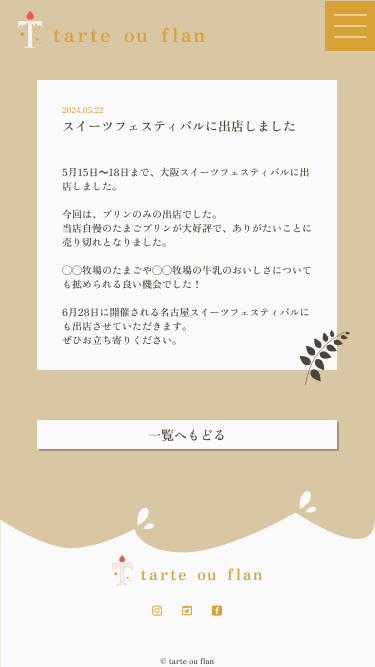 tarte ou flan
2024.05.22
スイーツフェスティバルに出店しました
5月15日〜18日まで、大阪スイーツフェスティバルに出
店しました。
今回は、プリンのみの出店でした。
当店自慢のたまごプリンが大好評で、ありがたいことに
売り切れとなりました。
◯◯牧場のたまごや◯◯牧場の牛乳のおいしさについて
も拡められる良い機会でした！
6月28日に開催される名古屋スイーツフェスティバルに
も出店させていただきます。
ぜひお立ち寄りください。
一覧へもどる
tarte ou flan
© tarte ou flan